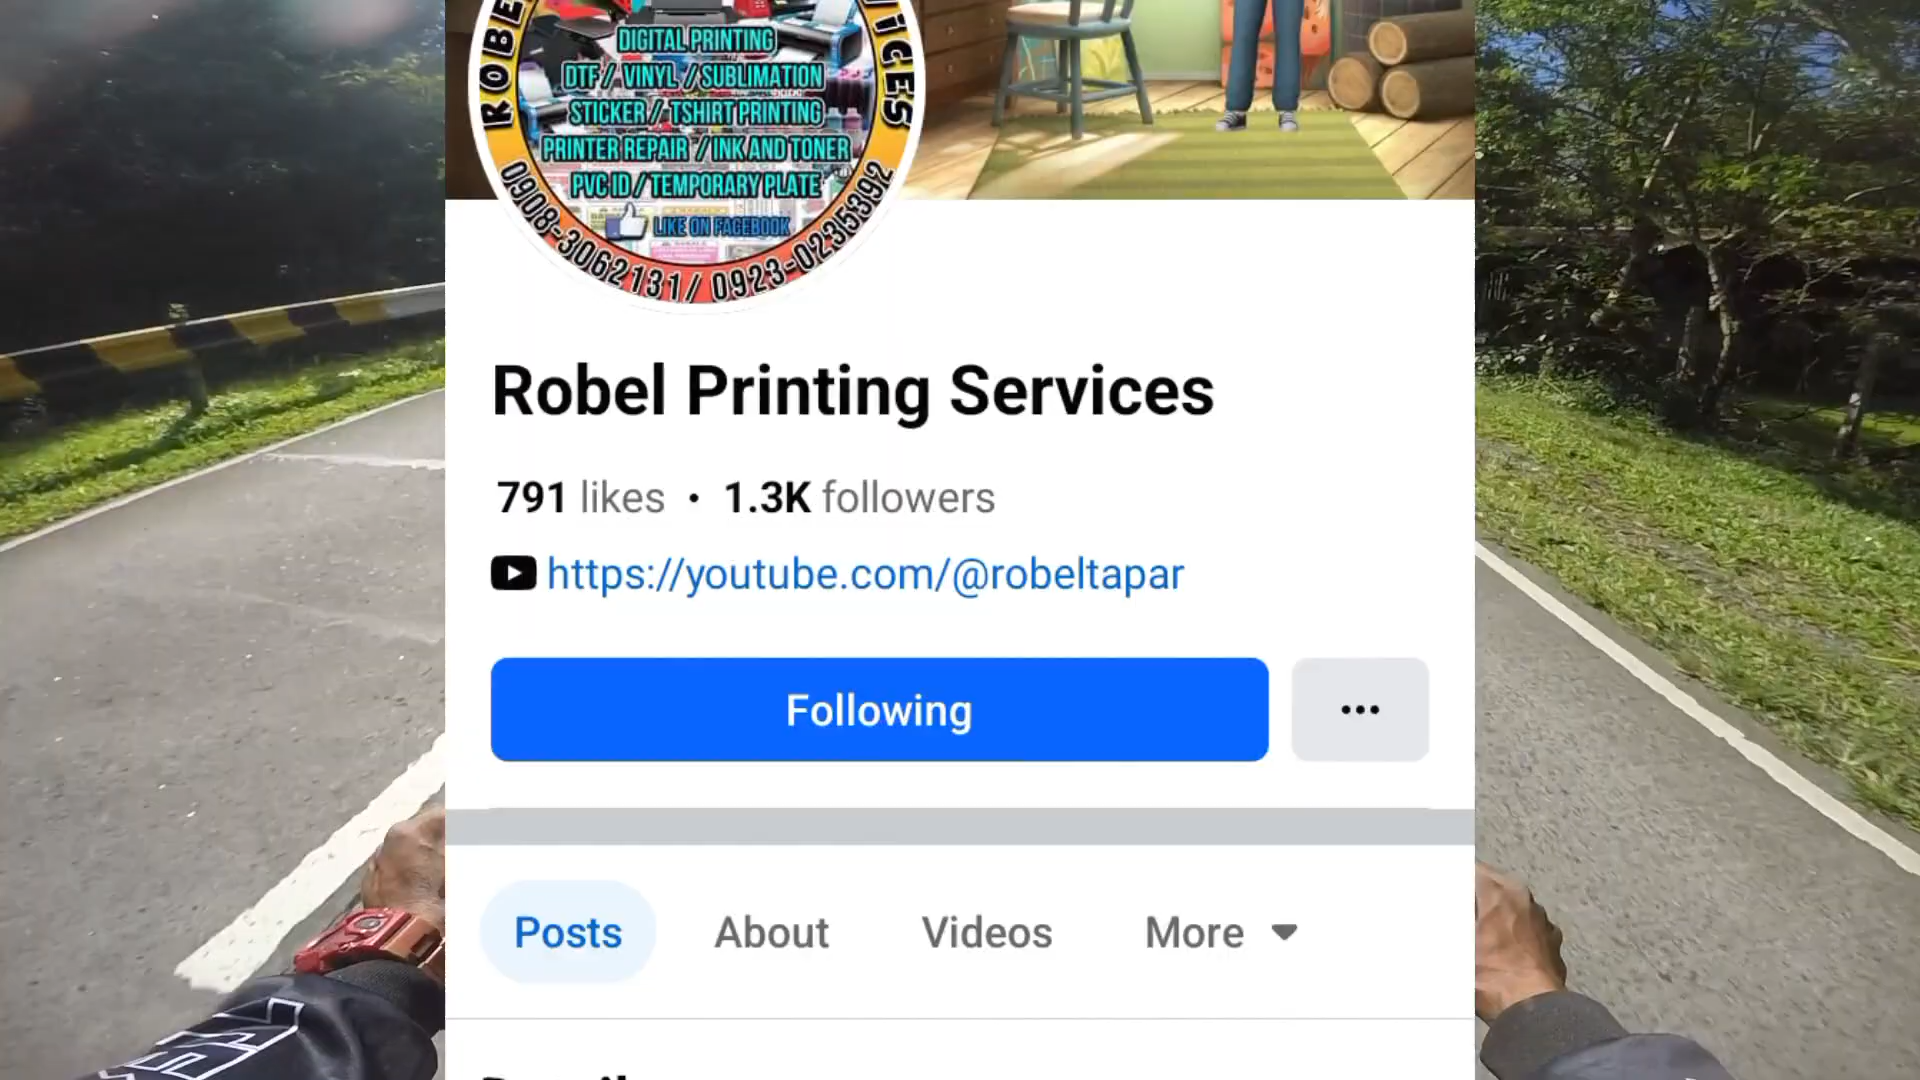 DIGITAL PRINTING
DTF / VINYL / SUBLIMATION
STICKER / TSHIRT PRINTING
PRINTER REPAIR / INK AND TONER
PVC ID / TEMPORARY PLATE
LIKE ON FACEBOOK
0908-3062131/ 0923-0235392
Robel Printing Services
791 likes • 1.3K followers
https://youtube.com/@robeltapar
Following
Posts
About
Videos
More